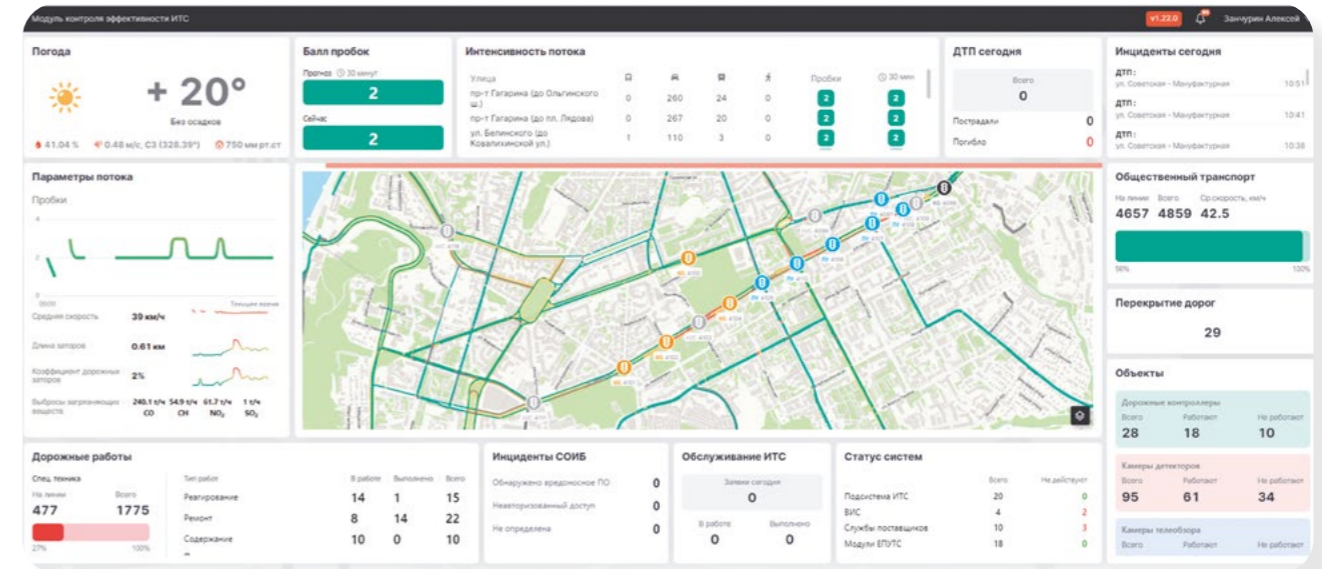 Модуль контроля эффективности ИТС
v1.22.0
Занчурин Алексей
Погода
+ 20°
Без осадков
41.04 %
0.48 м/с, СЗ (328.39°)
750 мм рт.ст
Балл пробок
Прогноз 30 минут
2
Сейчас
2
Интенсивность потока
Улица
Пробки
30 мин
пр-т Гагарина (до Ольгинского
ш.)
0 260 24 0 2 2
пр-т Гагарина (до пл. Лядова)
0 267 20 0 2 2
ул. Белинского (до
Ковалихинской ул.)
1 110 3 0 2 2
ДТП сегодня
Всего
0
Пострадали 0
Погибло 0
Инциденты сегодня
ДТП:
ул. Советская - Мануфактурная 10:51
ДТП:
ул. Советская - Мануфактурная 10:41
ДТП:
ул. Советская - Мануфактурная 10:38
Параметры потока
Пробки
4
2
0
Текущее время
Средняя скорость 39 км/ч
Длина заторов 0.61 км
Коэффициент дорожных
заторов
2%
Выбросы загрязняющих
веществ
240.1 т/ч 54.9 т/ч 61.7 т/ч 1 т/ч
CO CH NO₂ SO₂
Общественный транспорт
На линии Всего Ср.скорость, км/ч
4657 4859 42.5
96% 100%
Перекрытие дорог
29
Объекты
Дорожные контроллеры
Всего Работают Не работают
28 18 10
Камеры детекторов
Всего Работают Не работают
95 61 34
Камеры телеобзора
Всего Работают Не работают
Дорожные работы
Спец. техника
На линии Всего
477 1775
27% 100%
Тип работ В работе Выполнено Всего
Реагирование 14 1 15
Ремонт 8 14 22
Содержание 10 0 10
Инциденты СОИБ
Обнаружено вредоносное ПО 0
Неавторизованный доступ 0
Не определена 0
Обслуживание ИТС
Заявки сегодня
0
В работе Выполнено
0 0
Статус систем
Всего Не действуют
Подсистема ИТС 20 0
ВИС 4 2
Службы поставщиков 10 3
Модули ЕПУТС 18 0